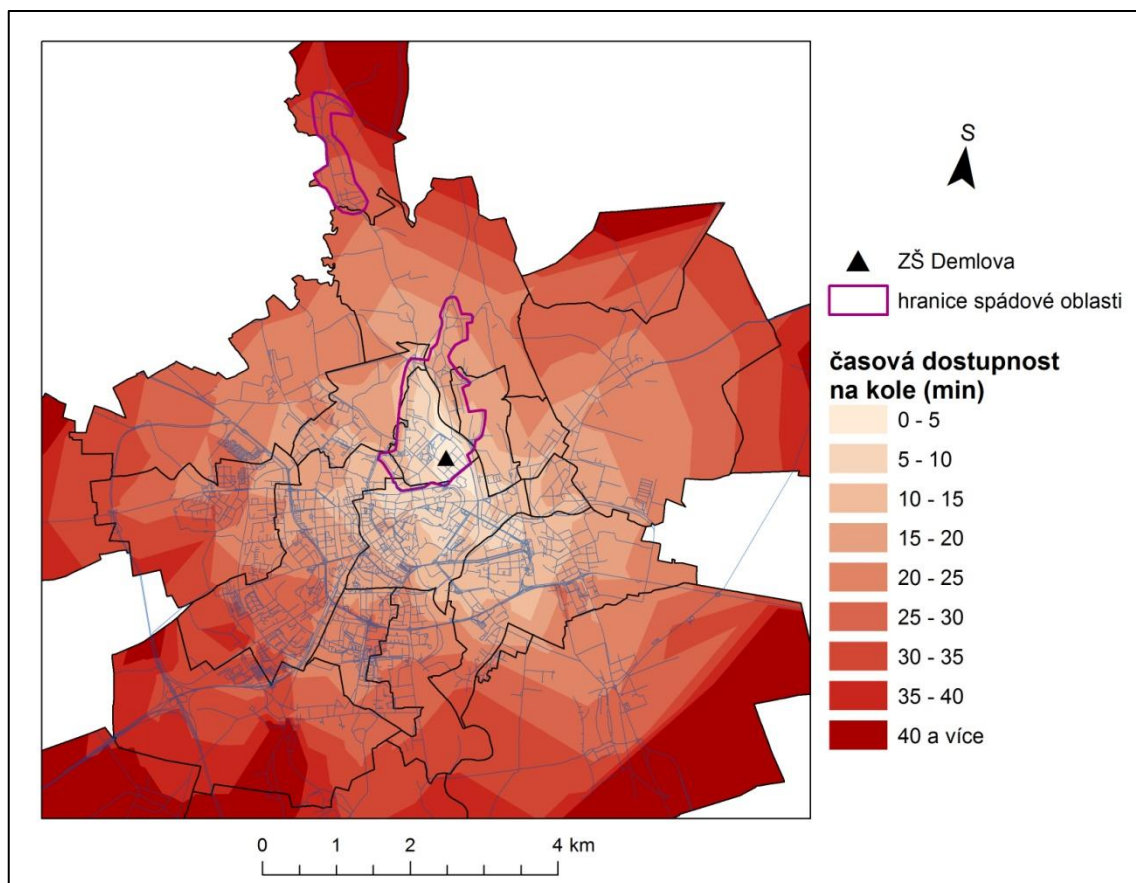 S
ZŠ Demlova
hranice spádové oblasti
časová dostupnost
na kole (min)
0 - 5
5 - 10
10 - 15
15 - 20
20 - 25
25 - 30
30 - 35
35 - 40
40 a více
0 1 2 4 km